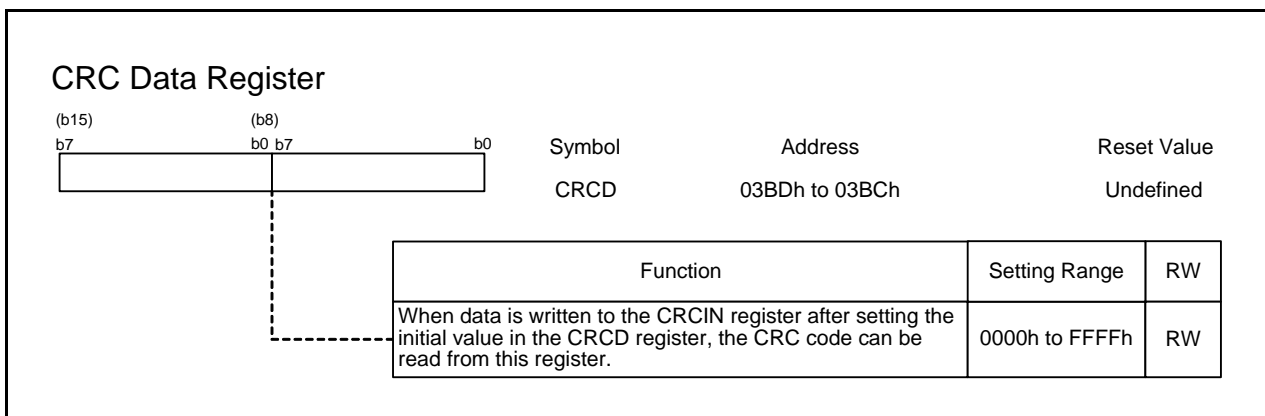 CRC Data Register
(b15) (b8)
b7 b0 b7 b0 Symbol Address Reset Value
CRCD 03BDh to 03BCh Undefined
Function Setting Range RW
When data is written to the CRCIN register after setting the
initial value in the CRCD register, the CRC code can be
read from this register.
0000h to FFFFh RW